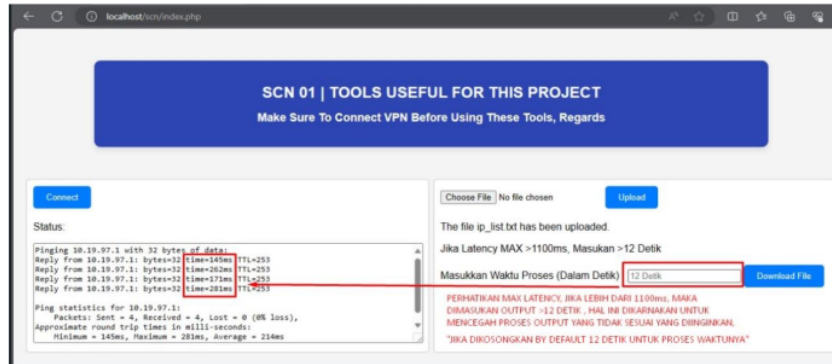 localhost/scn/index.php
SCN 01 | TOOLS USEFUL FOR THIS PROJECT
Make Sure To Connect VPN Before Using These Tools, Regards
Connect
Status:
Pinging 10.19.97.1 with 32 bytes of data:
Reply from 10.19.97.1: bytes=32 time=145ms TTL=253
Reply from 10.19.97.1: bytes=32 time=262ms TTL=253
Reply from 10.19.97.1: bytes=32 time=171ms TTL=253
Reply from 10.19.97.1: bytes=32 time=281ms TTL=253
Ping statistics for 10.19.97.1:
Packets: Sent = 4, Received = 4, Lost = 0 (0% loss),
Approximate round trip times in milli-seconds:
Minimum = 145ms, Maximum = 281ms, Average = 214ms
Choose File No file chosen Upload
The file ip_list.txt has been uploaded.
Jika Latency MAX >1100ms, Masukan >12 Detik
Masukkan Waktu Proses (Dalam Detik) 12 Detik Download File
PERHATIKAN MAX LATENCY, JIKA LEBIH DARI 1100ms, MAKA
DIMASUKAN OUTPUT >12 DETIK , HAL INI DIKARNAKAN UNTUK
MENCEGAH PROSES OUTPUT YANG TIDAK SESUAI YANG DIINGINKAN,
"JIKA DIKOSONGKAN BY DEFAULT 12 DETIK UNTUK PROSES WAKTUNYA"